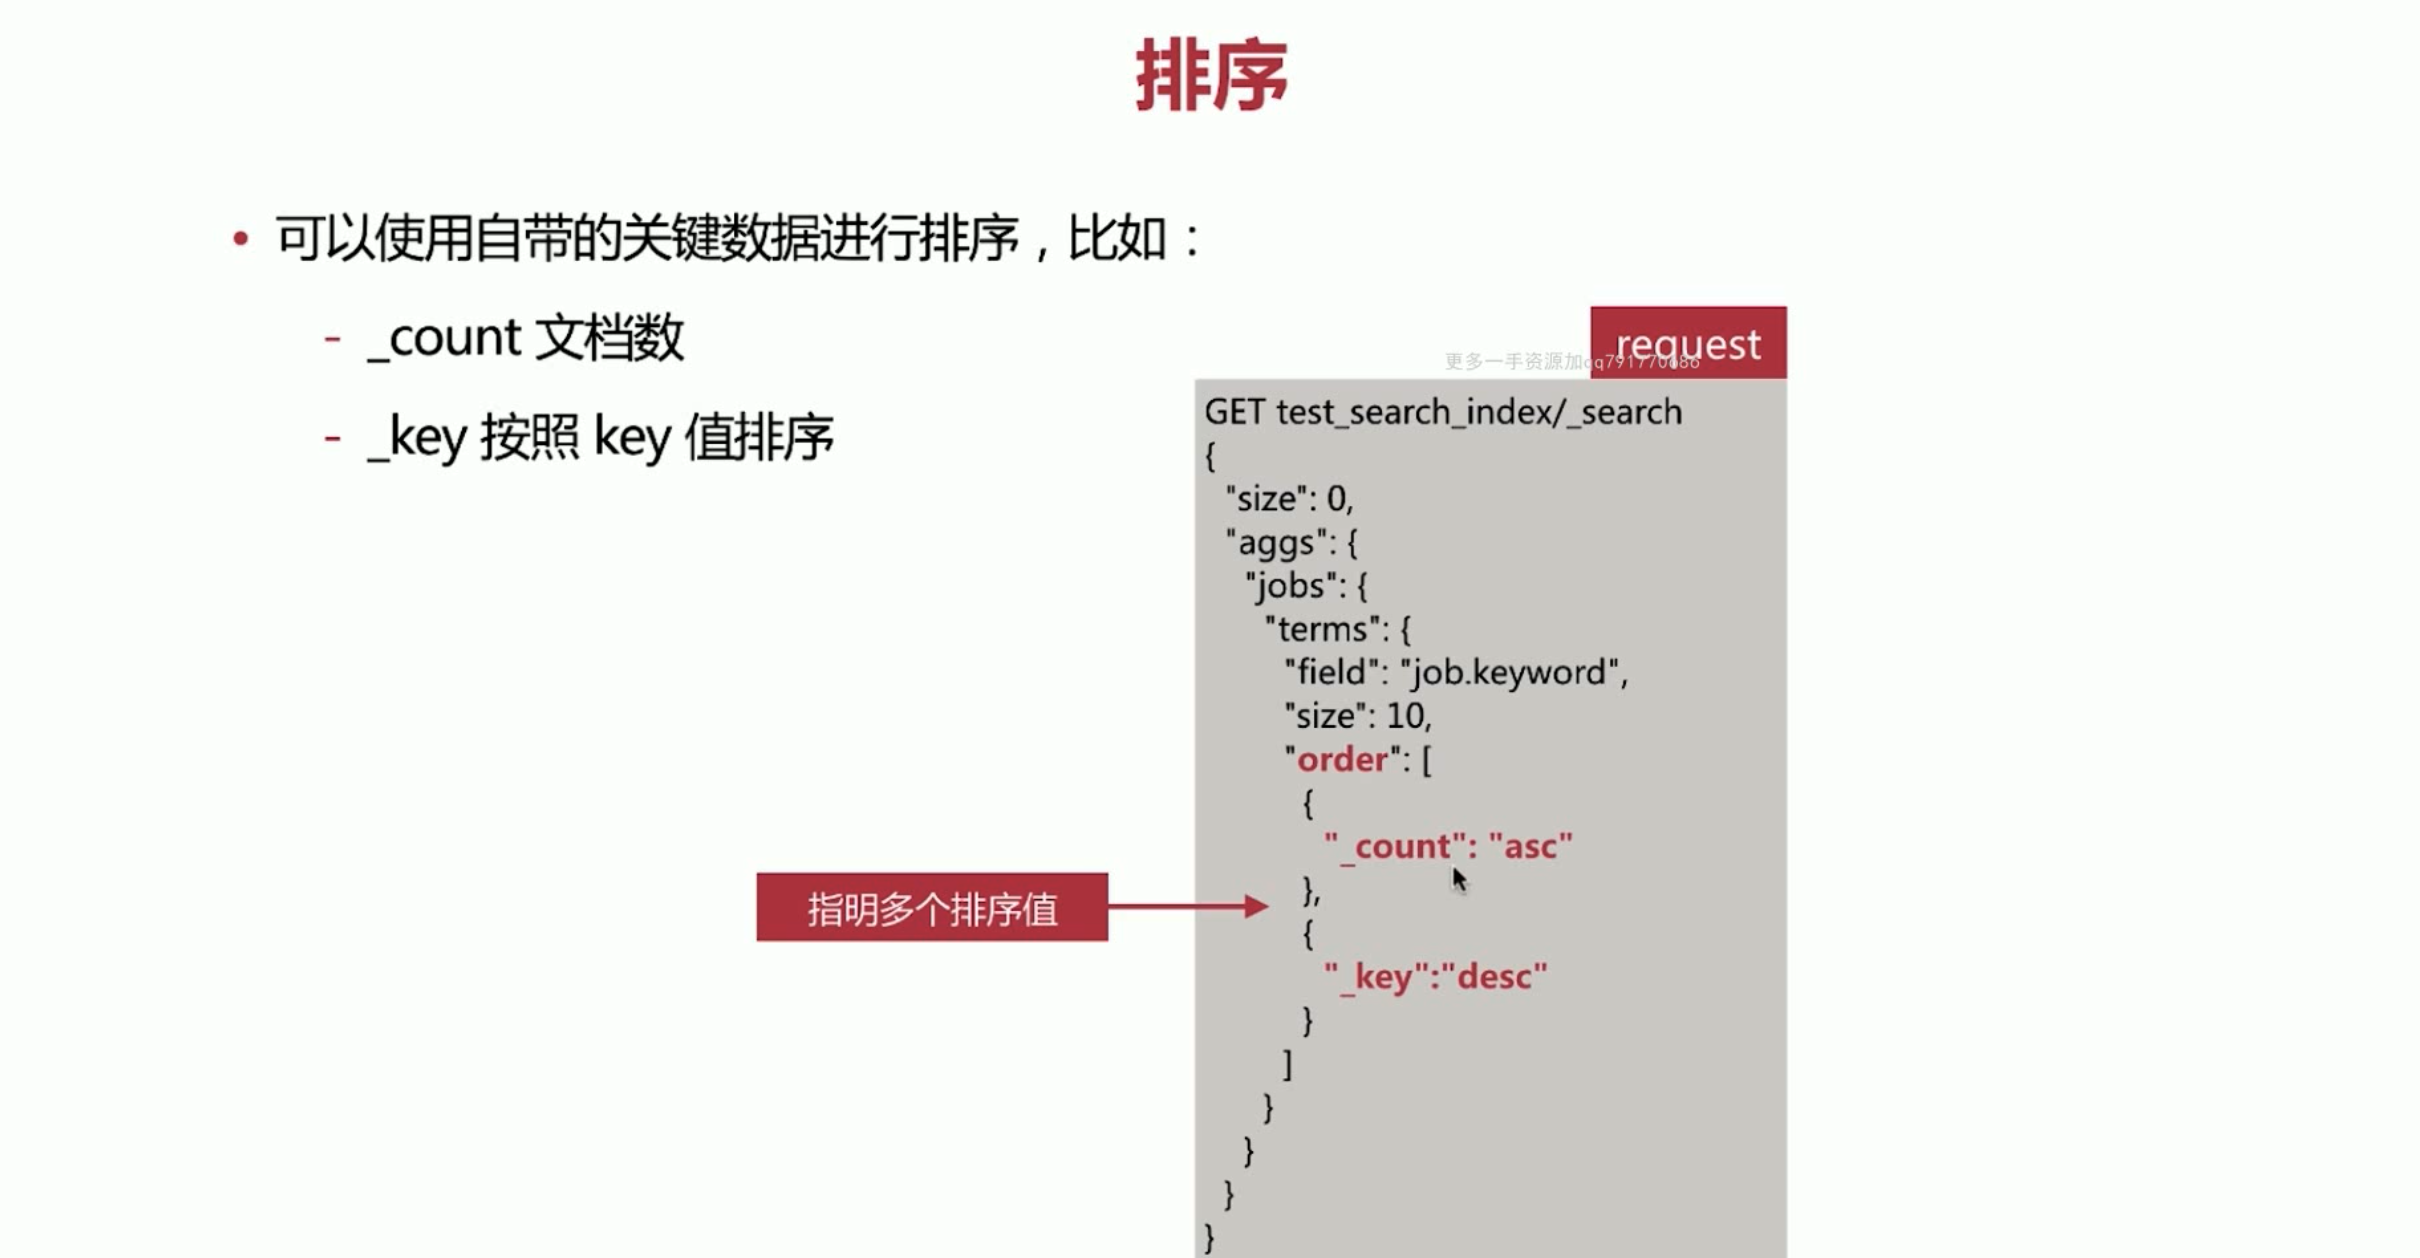 排序
• 可以使用自带的关键数据进行排序，比如：
- _count 文档数
- _key 按照 key 值排序
request
更多一手资源加qq791770686
GET test_search_index/_search
{
"size": 0,
"aggs": {
"jobs": {
"terms": {
"field": "job.keyword",
"size": 10,
"order": [
{
"_count": "asc"
},
{
"_key":"desc"
}
]
}
}
}
}
指明多个排序值